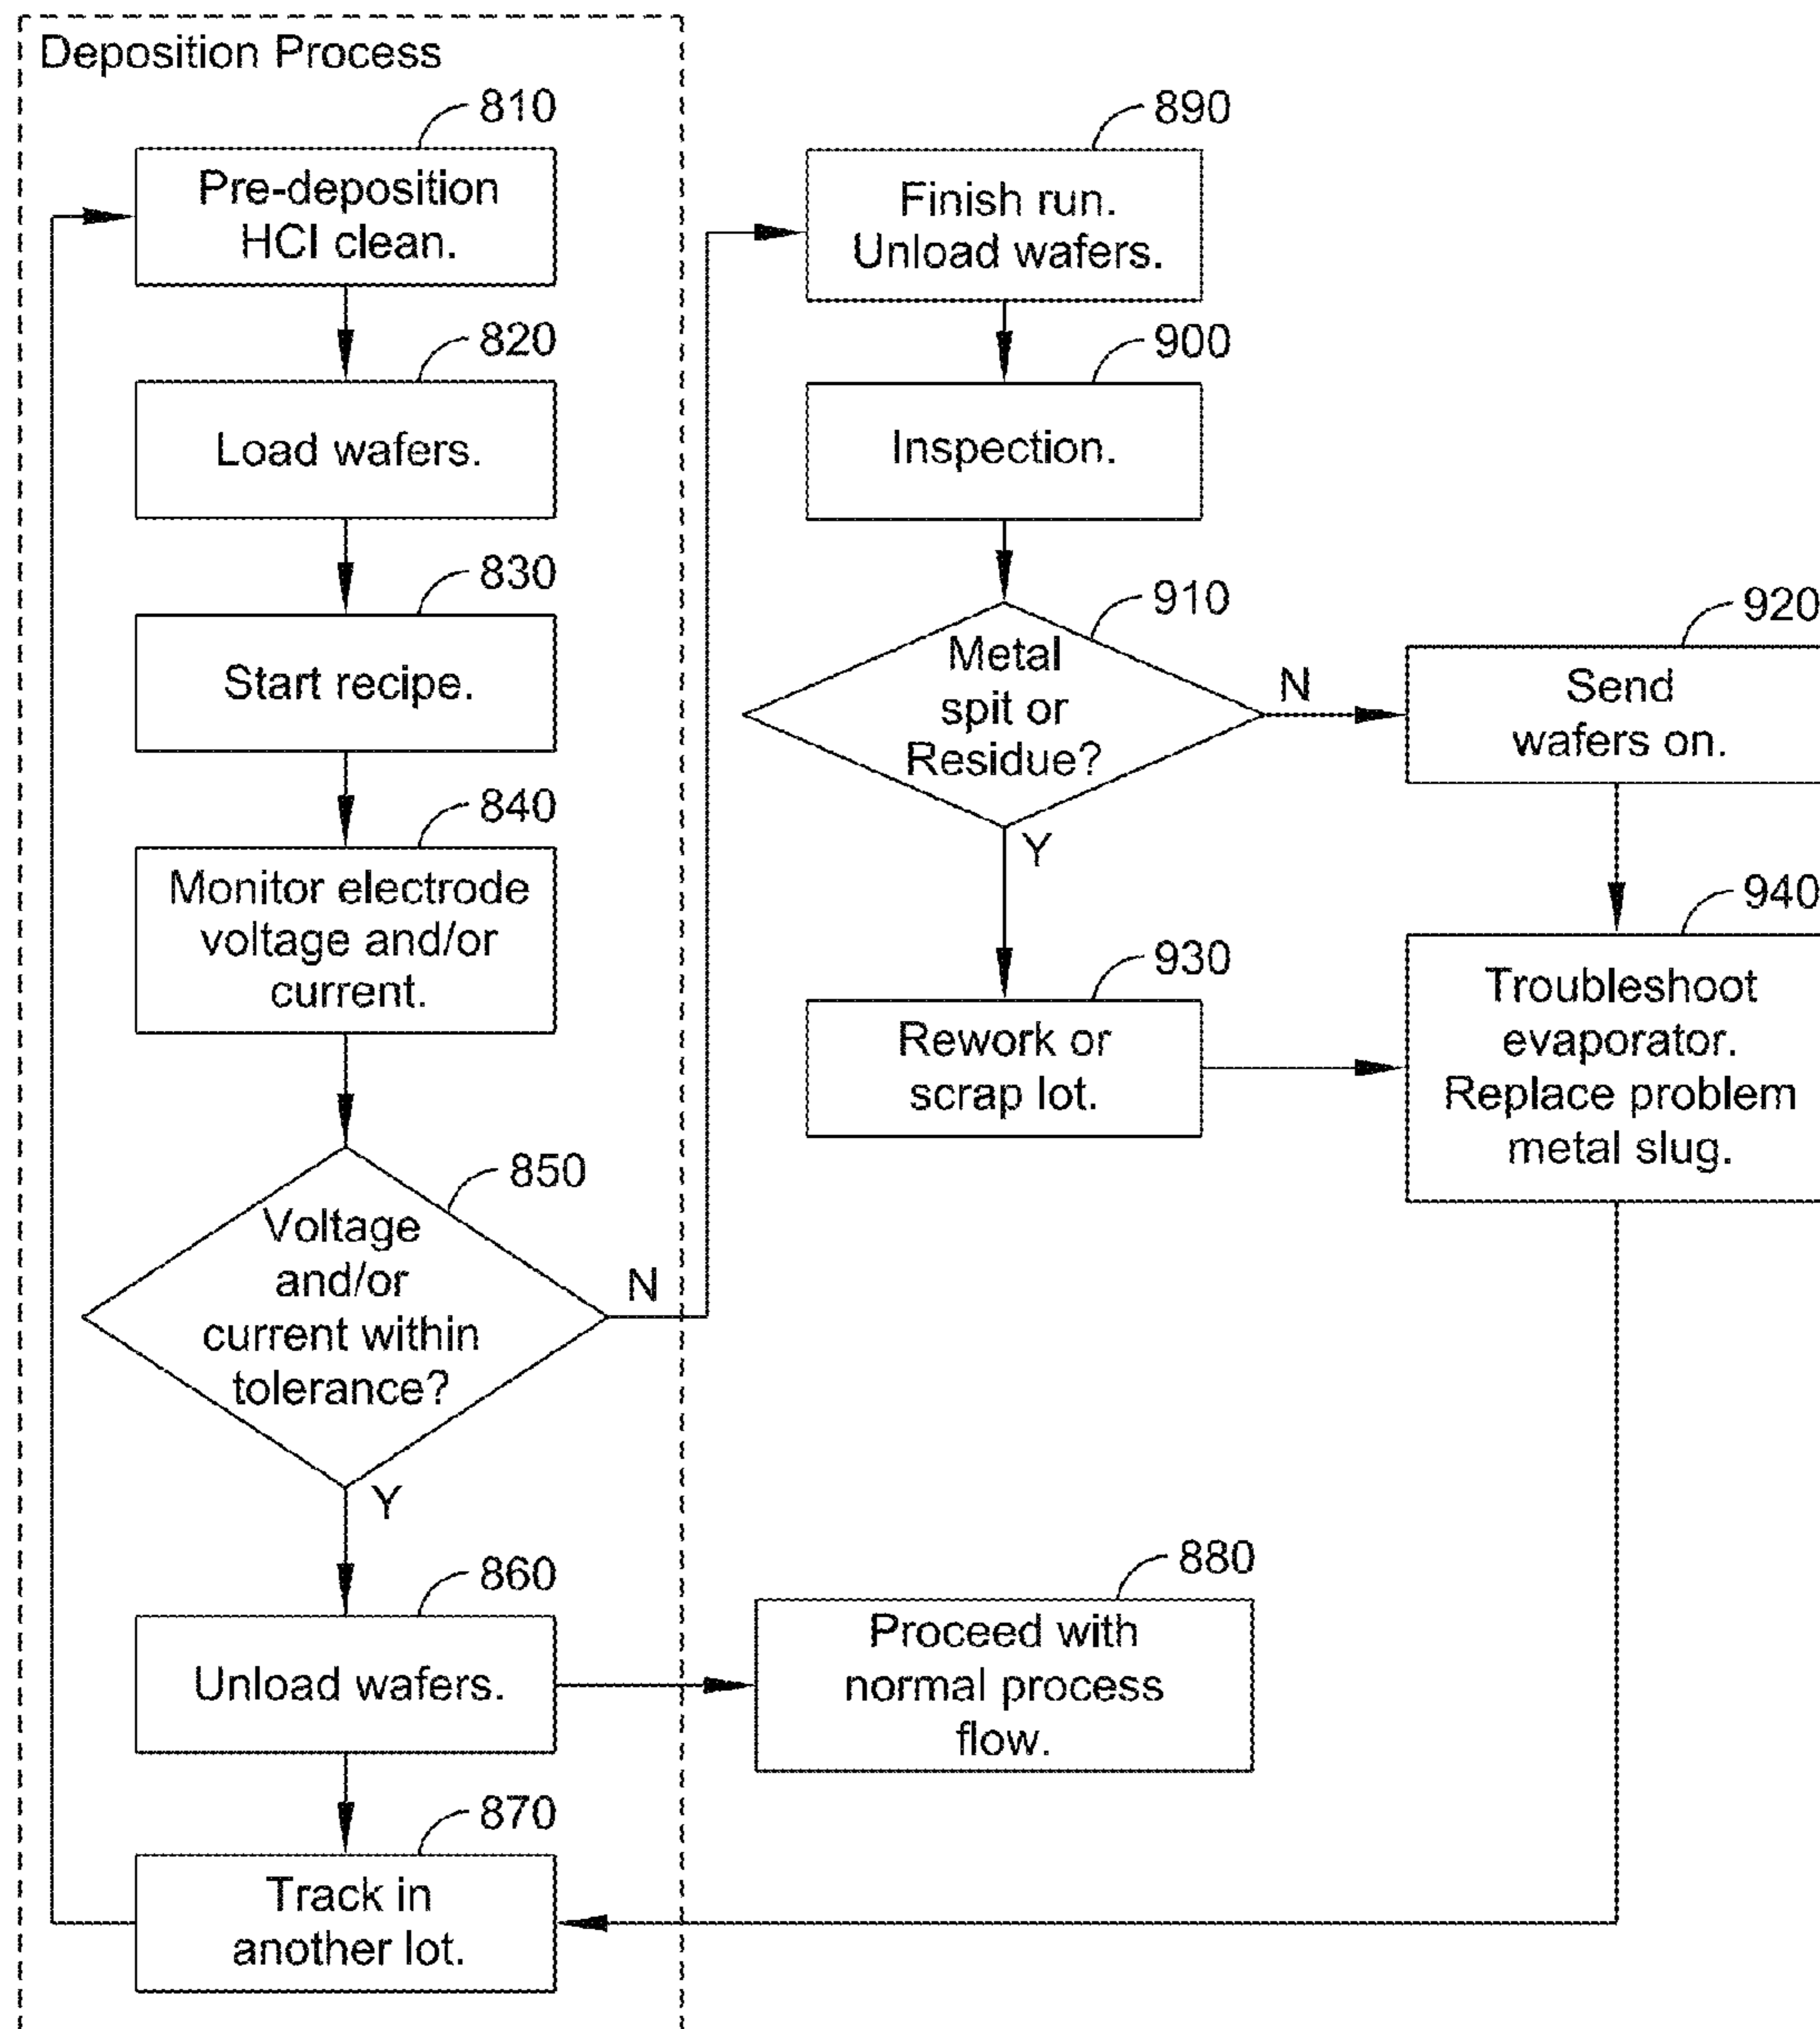 Deposition Process
810
Pre-deposition
HCl clean.
820
Load wafers.
830
Start recipe.
840
Monitor electrode
voltage and/or
current.
850
Voltage
and/or
current within
tolerance?
N
Y
860
Unload wafers.
870
Track in
another lot.
880
Proceed with
normal process
flow.
890
Finish run.
Unload wafers.
900
Inspection.
910
Metal
spit or
Residue?
N
Y
920
Send
wafers on.
930
Rework or
scrap lot.
940
Troubleshoot
evaporator.
Replace problem
metal slug.